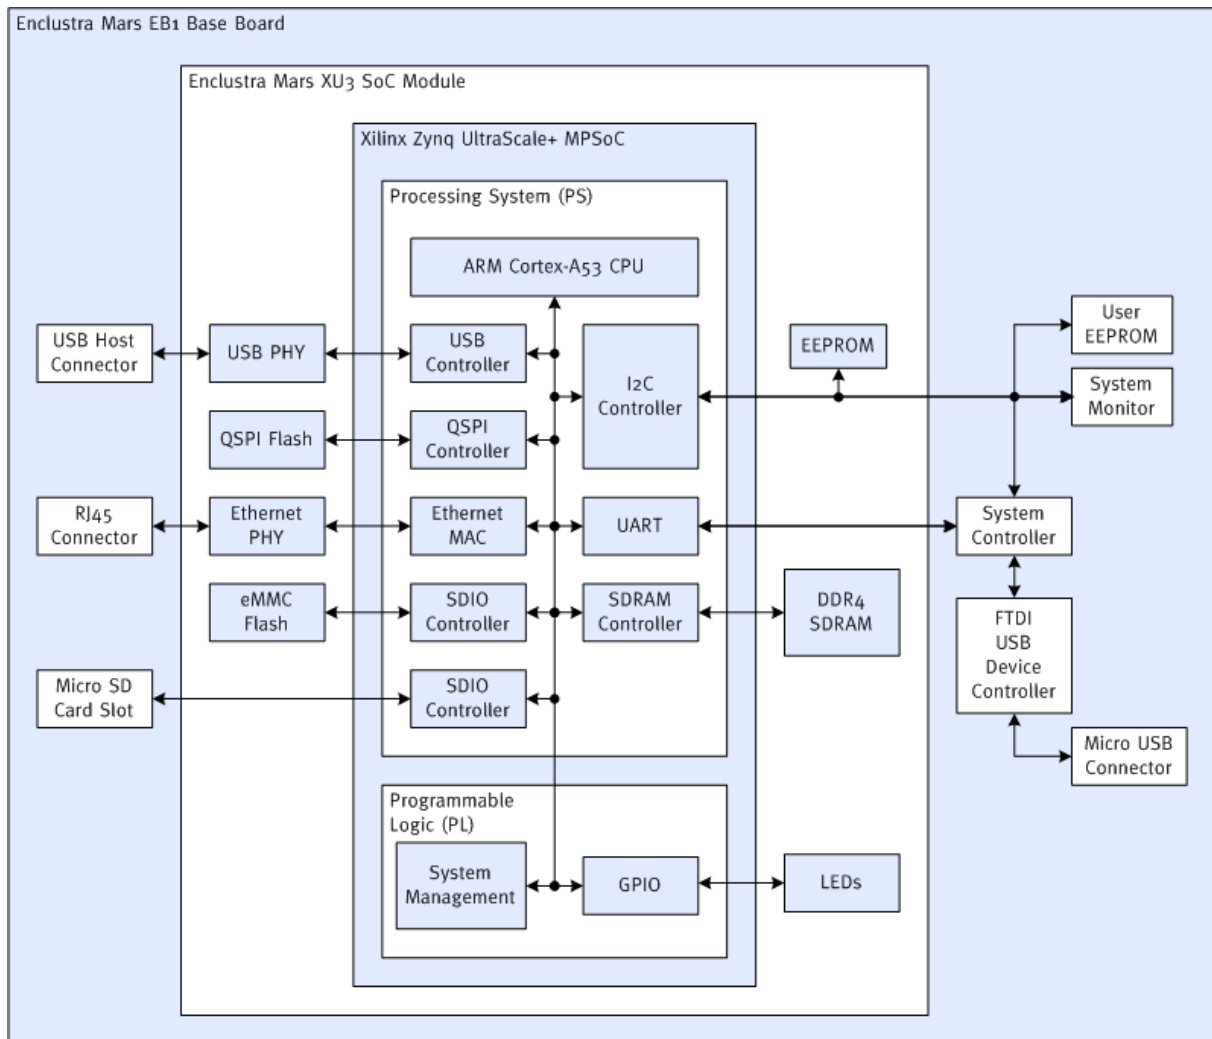 Enclustra Mars EB1 Base Board
Enclustra Mars XU3 SoC Module
Xilinx Zynq UltraScale+ MPSoC
Processing System (PS)
ARM Cortex-A53 CPU
USB Host
Connector
USB PHY
USB
Controller
I2C
Controller
EEPROM
User
EEPROM
System
Monitor
QSPI Flash
QSPI
Controller
RJ45
Connector
Ethernet
PHY
Ethernet
MAC
UART
System
Controller
eMMC
Flash
SDIO
Controller
SDRAM
Controller
DDR4
SDRAM
FTDI
USB
Device
Controller
Micro SD
Card Slot
SDIO
Controller
Micro USB
Connector
Programmable
Logic (PL)
System
Management
GPIO
LEDs